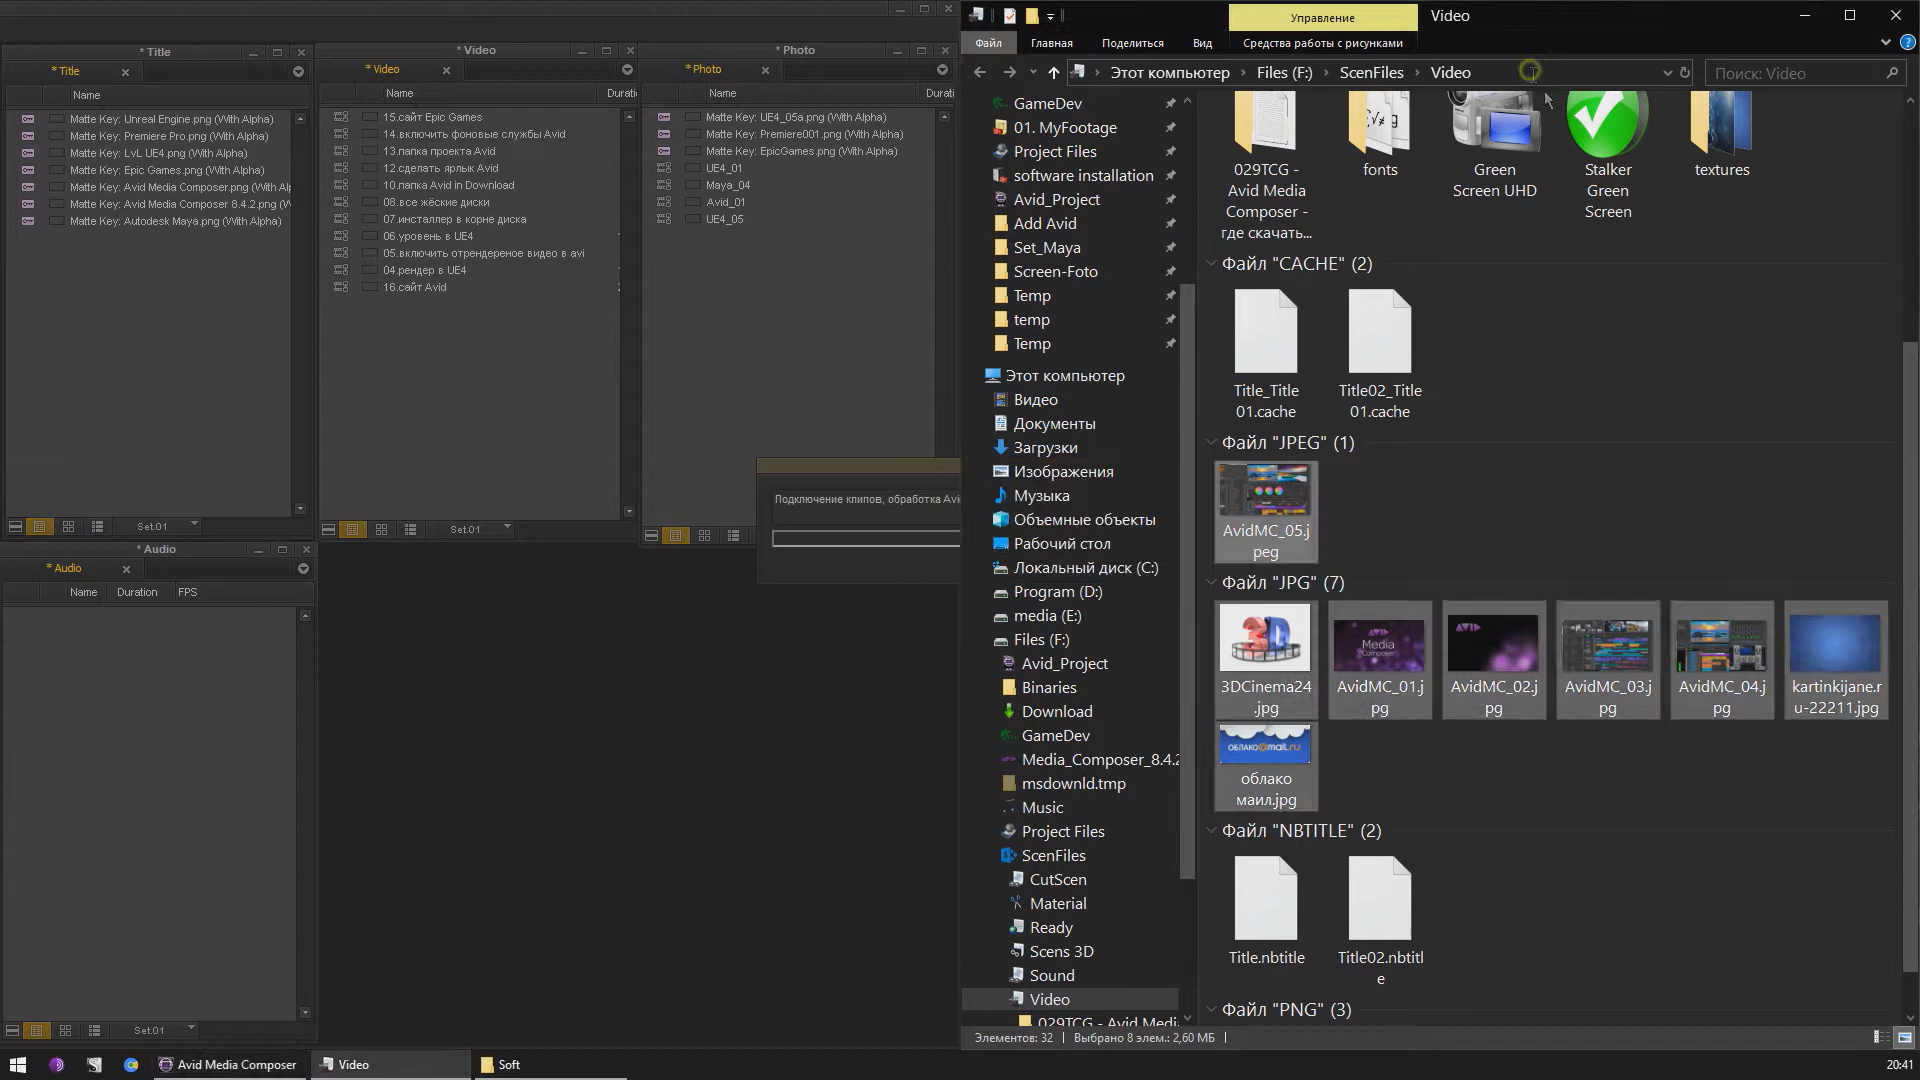 * Title
* Title
Name
Matte Key: Unreal Engine.png (With Alpha)
Matte Key: Premiere Pro.png (With Alpha)
Matte Key: LvL UE4.png (With Alpha)
Matte Key: Epic Games.png (With Alpha)
Matte Key: Avid Media Composer.png (With Al
Matte Key: Avid Media Composer 8.4.2.png (W
Matte Key: Autodesk Maya.png (With Alpha)
Set.01
* Video
* Video
Name
Durati
15.сайт Epic Games
14.включить фоновые службы Avid
13.папка проекта Avid
12.сделать ярлык Avid
10.папка Avid in Download
08.все жёские диски
07.инсталлер в корне диска
06.уровень в UE4
05.включить отрендереное видео в avi
04.рендер в UE4
16.сайт Avid
Set.01
* Photo
* Photo
Name
Durati
Matte Key: UE4_05a.png (With Alpha)
Matte Key: Premiere001.png (With Alpha)
Matte Key: EpicGames.png (With Alpha)
UE4_01
Maya_04
Avid_01
UE4_05
Подключение клипов, обработка Avi
* Audio
* Audio
Name
Duration
FPS
Set.01
Управление
Video
Файл
Главная
Поделиться
Вид
Средства работы с рисунками
Этот компьютер
Files (F:)
ScenFiles
Video
Поиск: Video
GameDev
01. MyFootage
Project Files
software installation
Avid_Project
Add Avid
Set_Maya
Screen-Foto
Temp
temp
Temp
Этот компьютер
Видео
Документы
Загрузки
Изображения
Музыка
Объемные объекты
Рабочий стол
Локальный диск (C:)
Program (D:)
media (E:)
Files (F:)
Avid_Project
Binaries
Download
GameDev
Media_Composer_8.4.2
msdownld.tmp
Music
Project Files
ScenFiles
CutScen
Material
Ready
Scens 3D
Sound
Video
029TCG - Avid Medi
029TCG -
Avid Media
Composer -
где скачать...
fonts
Green
Screen UHD
Stalker
Green
Screen
textures
Файл "CACHE" (2)
Title_Title
01.cache
Title02_Title
01.cache
Файл "JPEG" (1)
AvidMC_05.j
peg
Файл "JPG" (7)
3DCinema24
.jpg
AVID
Media
Composer
AvidMC_01.j
pg
AVID
AvidMC_02.j
pg
AvidMC_03.j
pg
AvidMC_04.j
pg
kartinkijane.r
u-22211.jpg
ОБЛАКО@mail.ru
облако
маил.jpg
Файл "NBTITLE" (2)
Title.nbtitle
Title02.nbtitl
e
Файл "PNG" (3)
Элементов: 32
Выбрано 8 элем.: 2,60 МБ
Avid Media Composer
Video
Soft
20:41